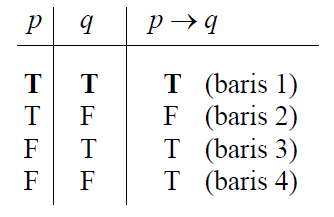 p q p → q
T T T (baris 1)
T F F (baris 2)
F T T (baris 3)
F F T (baris 4)